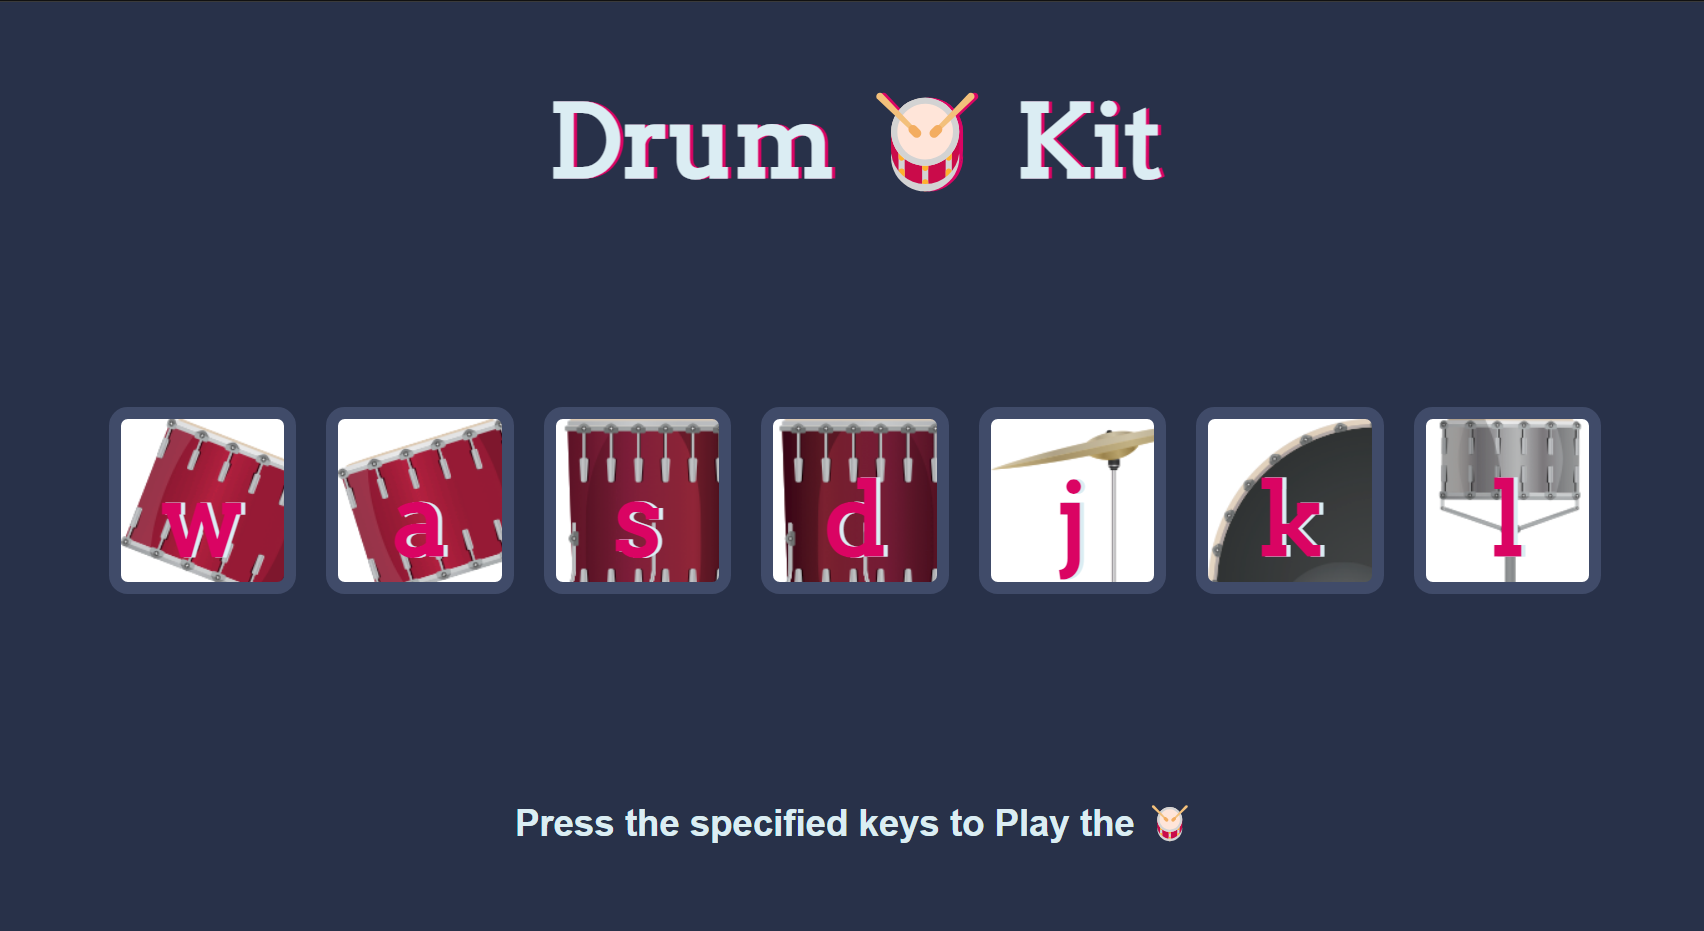 Drum 🥁 Kit
w a s d j k l
Press the specified keys to Play the 🥁